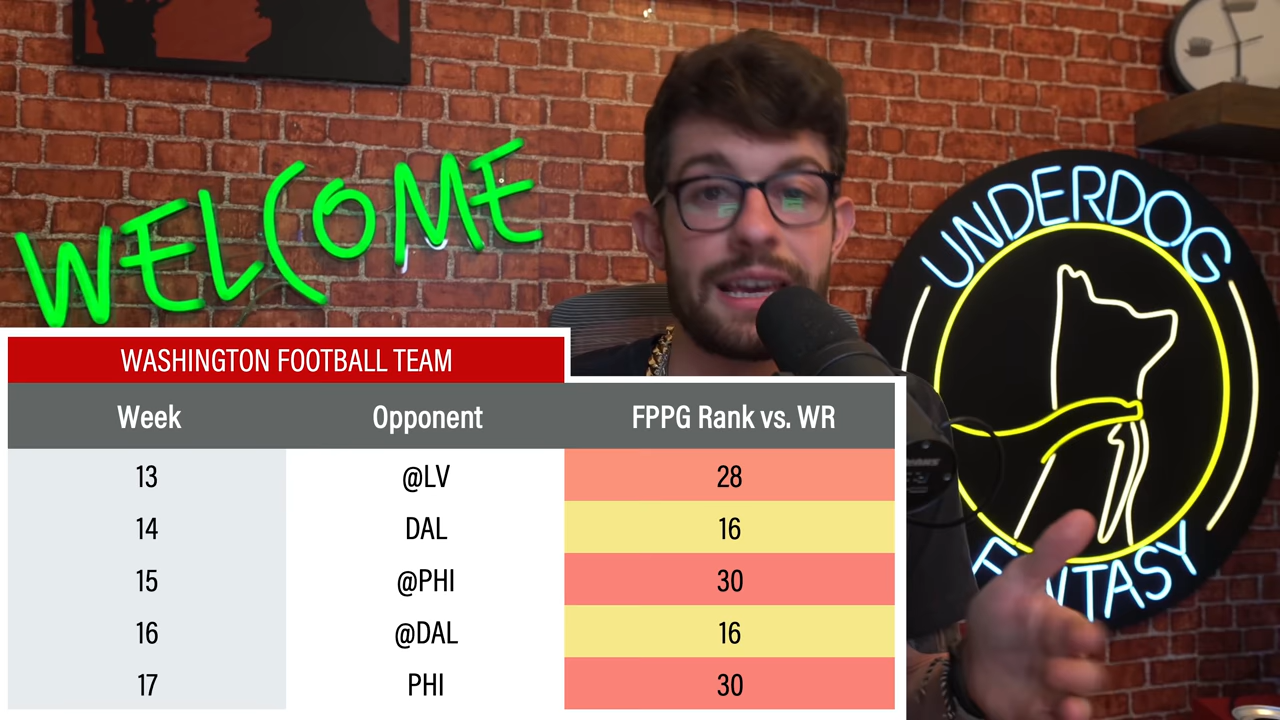 WELCOME
UNDERDOG
FANTASY
WASHINGTON FOOTBALL TEAM
Week Opponent FPPG Rank vs. WR
13 @LV 28
14 DAL 16
15 @PHI 30
16 @DAL 16
17 PHI 30